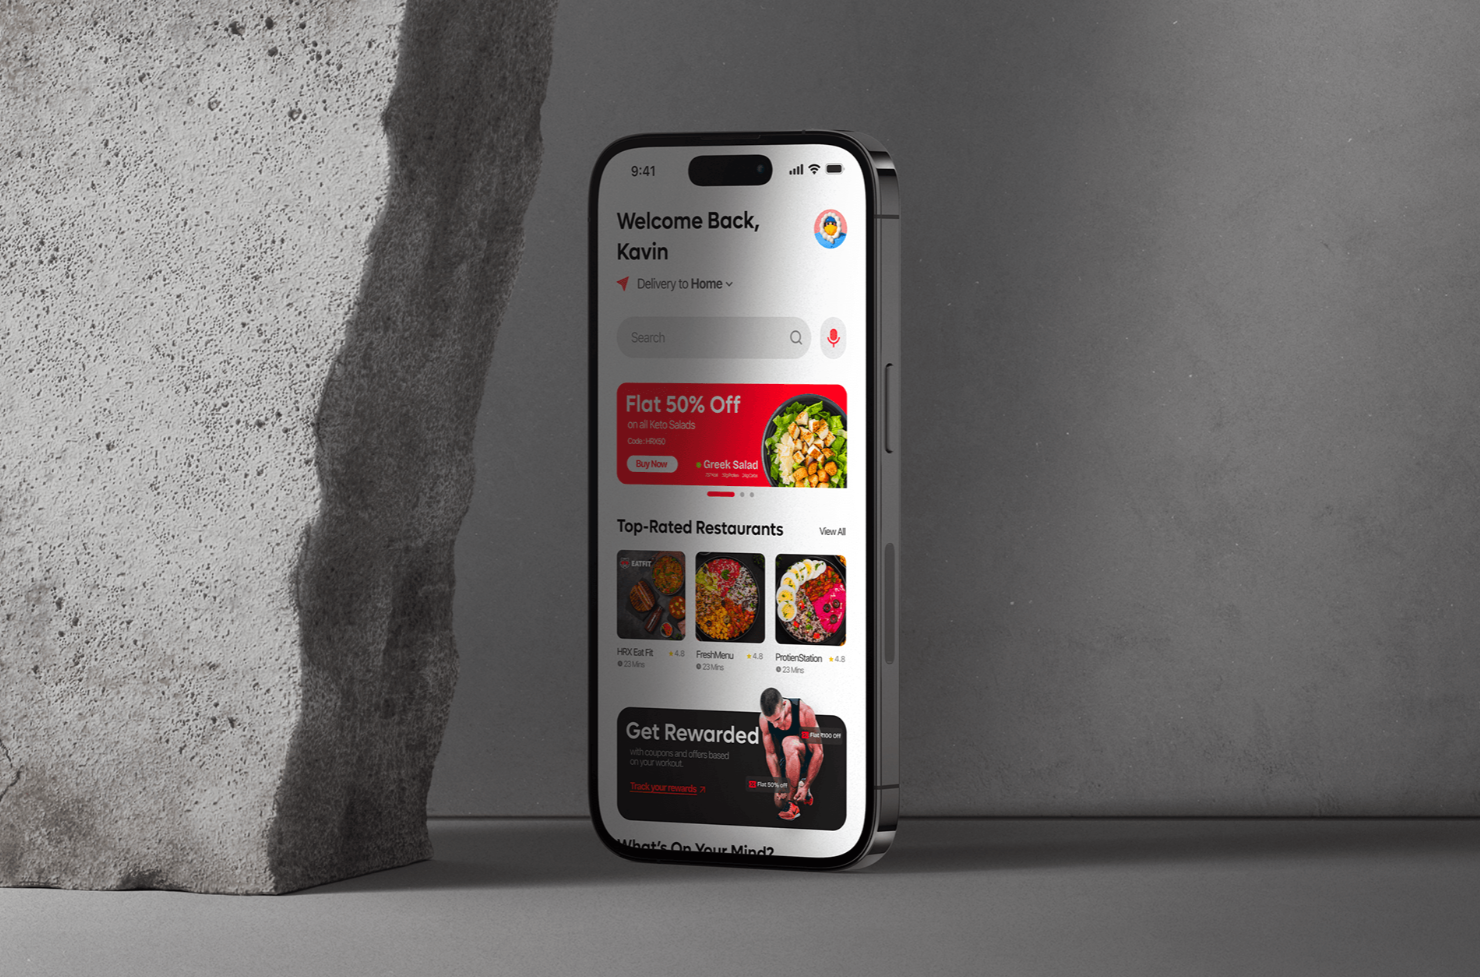 9:41
Welcome Back,
Kavin
Delivery to Home
Search
Flat 50% Off
on all Keto Salads
Code: HRX50
Buy Now
Greek Salad
Top-Rated Restaurants
View All
EATFIT
HRX Eat Fit
4.8
23 Mins
FreshMenu
4.8
23 Mins
ProtienStation
4.8
23 Mins
Get Rewarded
with coupons and offers based
on your workout.
Track your rewards
Flat ₹100 Off
Flat 50% off
What's On Your Mind?